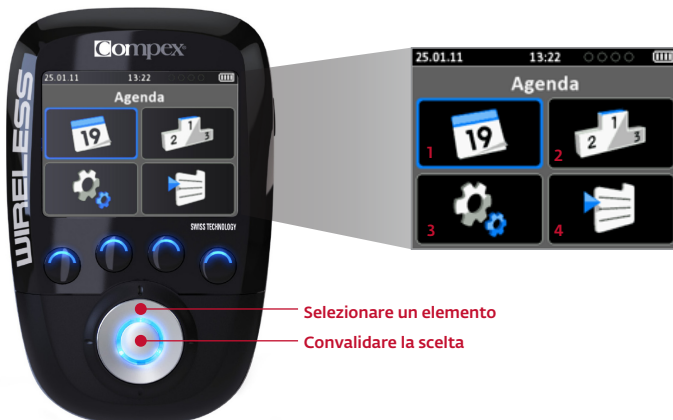 Compex
WIRELESS
25.01.11 13:22
Agenda
19
2 1 3
SWISS TECHNOLOGY
25.01.11 13:22
Agenda
19
1
2 1 3
2
3
4
Selezionare un elemento
Convalidare la scelta